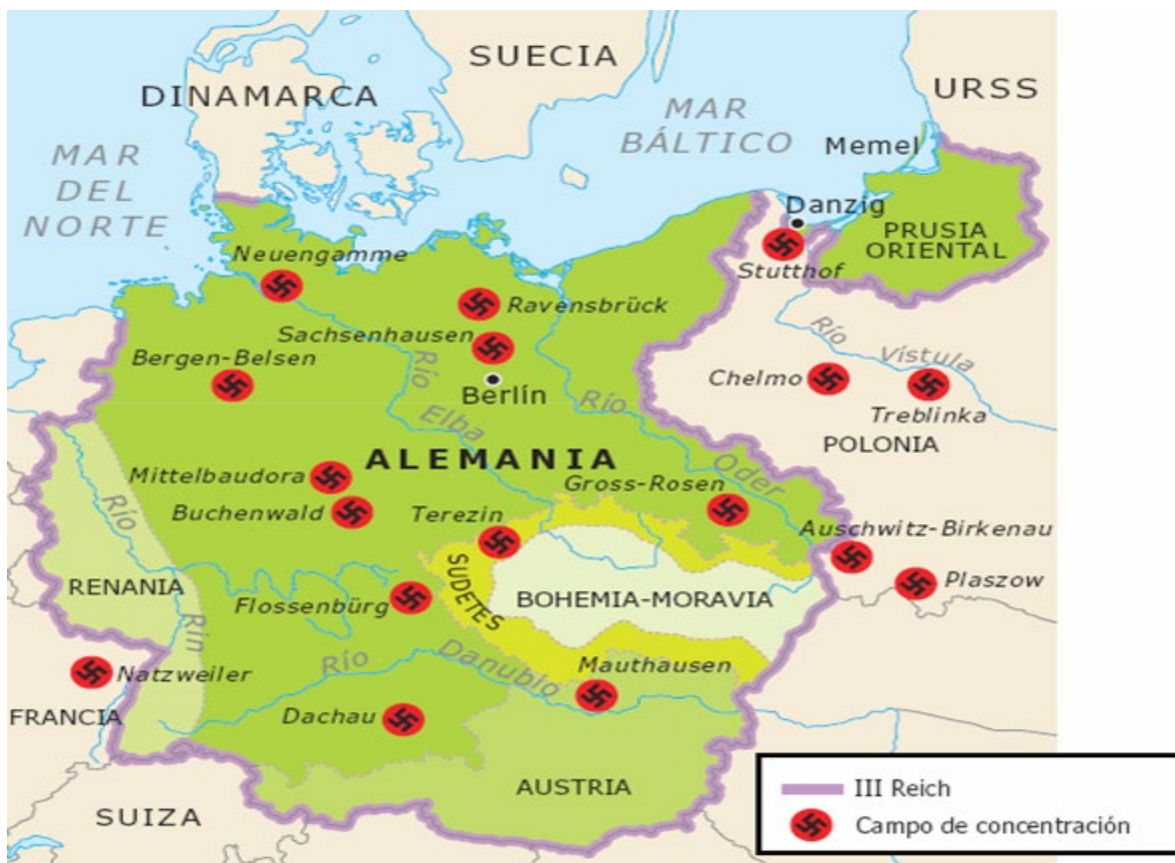 SUECIA
DINAMARCA
URSS
MAR
BÁLTICO
MAR
DEL
NORTE
Memel
Danzig
PRUSIA
ORIENTAL
Stutthof
Neuengamme
Ravensbrück
Sachsenhausen
Bergen-Belsen
Berlín
Río
Elba
Río
Oder
Río
Vístula
Chelmo
Treblinka
POLONIA
ALEMANIA
Mittelbaudora
Buchenwald
Gross-Rosen
Terezin
Auschwitz-Birkenau
Plaszow
Río
Rin
RENANIA
SUDETES
BOHEMIA-MORAVIA
Flossenbürg
Río
Danubio
Mauthausen
Natzweiler
FRANCIA
Dachau
AUSTRIA
SUIZA
III Reich
Campo de concentración